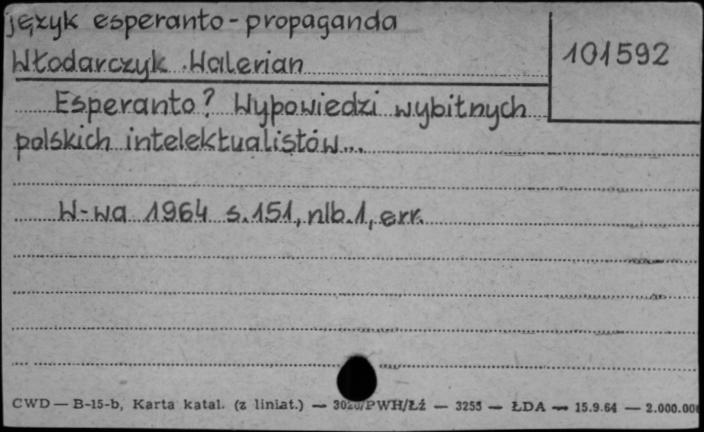 język esperanto - propaganda
Włodarczyk Walerian
101592
Esperanto? Wypowiedzi wybitnych
polskich intelektualistów...
W-wa 1964 s.151, nlb.1, err.
CWD — B-15-b, Karta katal. (z liniat.) — PWH/Łż — 3255 — ŁDA — 15.9.64 — 2.000.00